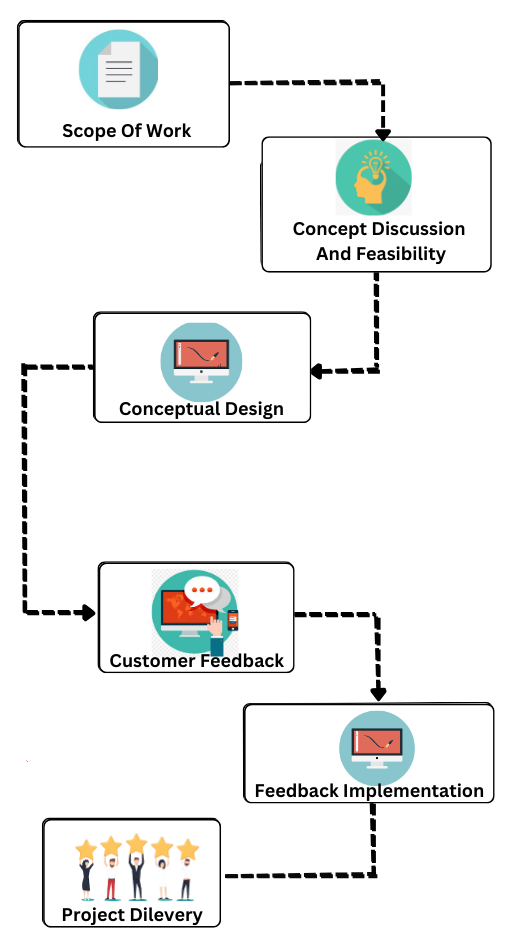 Scope Of Work
Concept Discussion
And Feasibility
Conceptual Design
Customer Feedback
Feedback Implementation
Project Dilevery